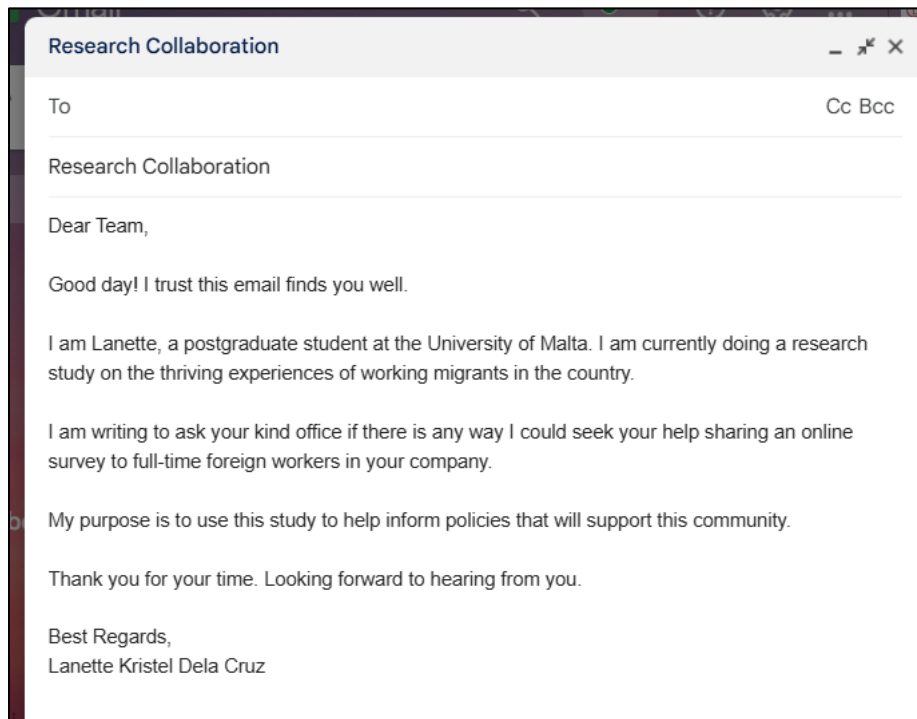 Research Collaboration
To
Cc Bcc
Research Collaboration
Dear Team,
Good day! I trust this email finds you well.
I am Lanette, a postgraduate student at the University of Malta. I am currently doing a research
study on the thriving experiences of working migrants in the country.
I am writing to ask your kind office if there is any way I could seek your help sharing an online
survey to full-time foreign workers in your company.
My purpose is to use this study to help inform policies that will support this community.
Thank you for your time. Looking forward to hearing from you.
Best Regards,
Lanette Kristel Dela Cruz